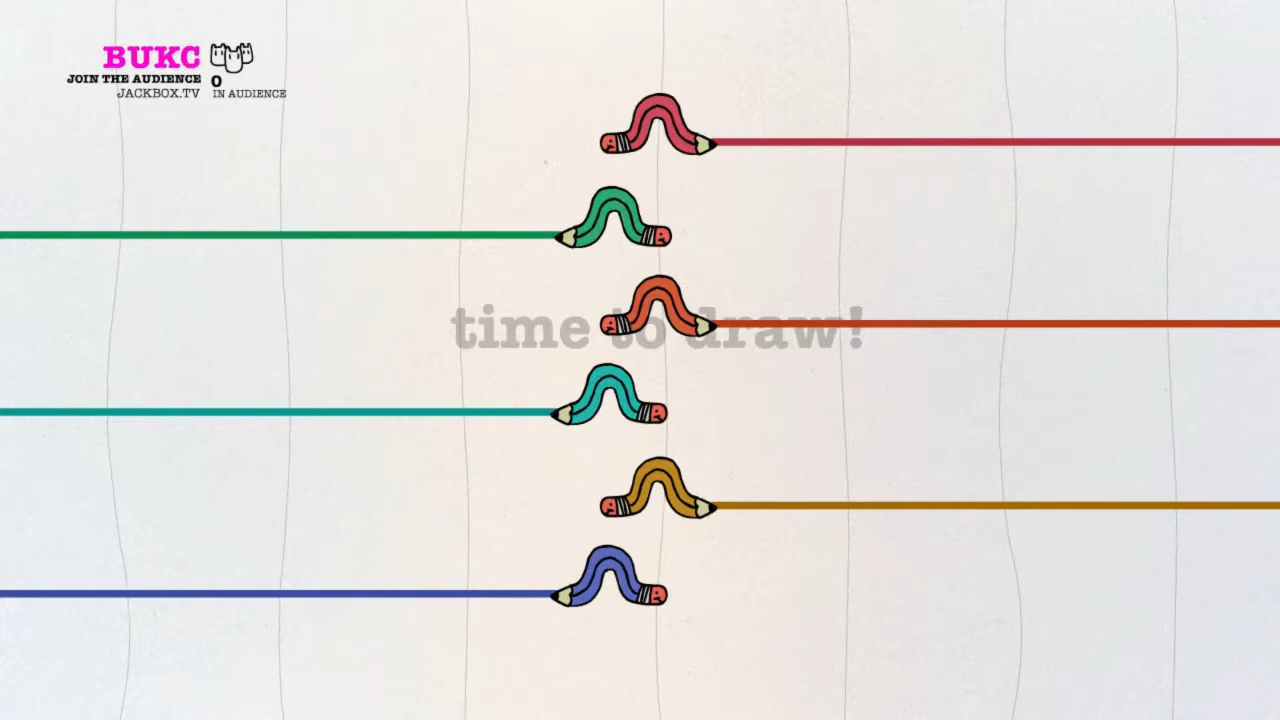 BUKC
JOIN THE AUDIENCE
JACKBOX.TV
0
IN AUDIENCE
time to draw!